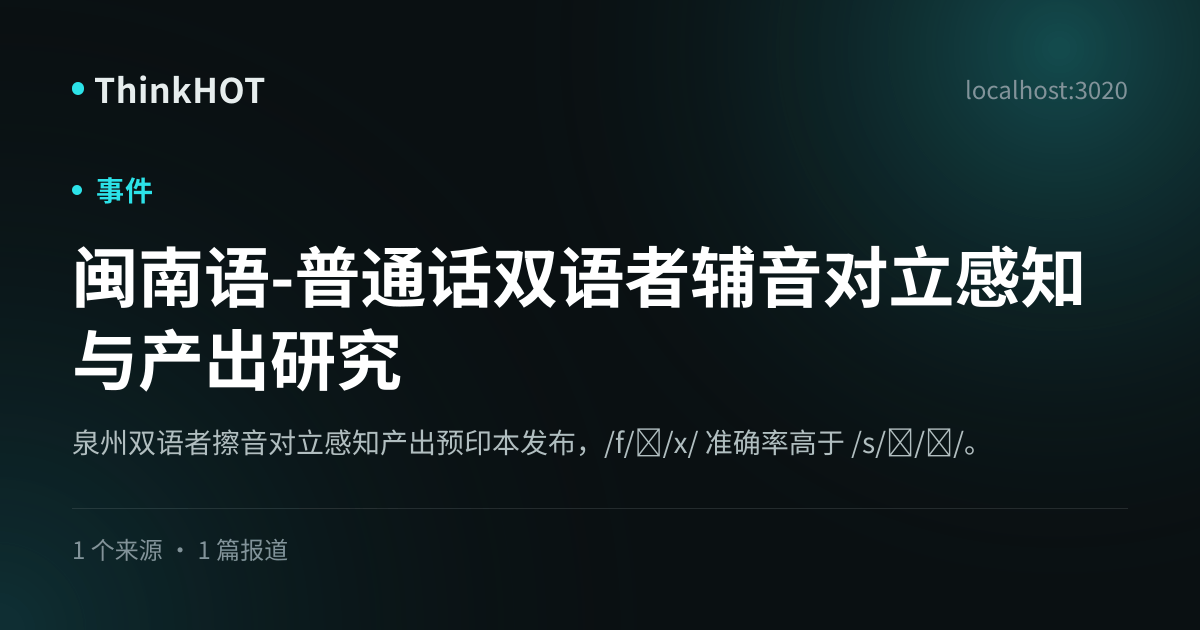 ThinkHOT
localhost:3020
事件
闽南语-普通话双语者辅音对立感知
与产出研究
泉州双语者擦音对立感知产出预印本发布，/f/☒/x/ 准确率高于 /s/☒/☒/。
1 个来源 · 1 篇报道